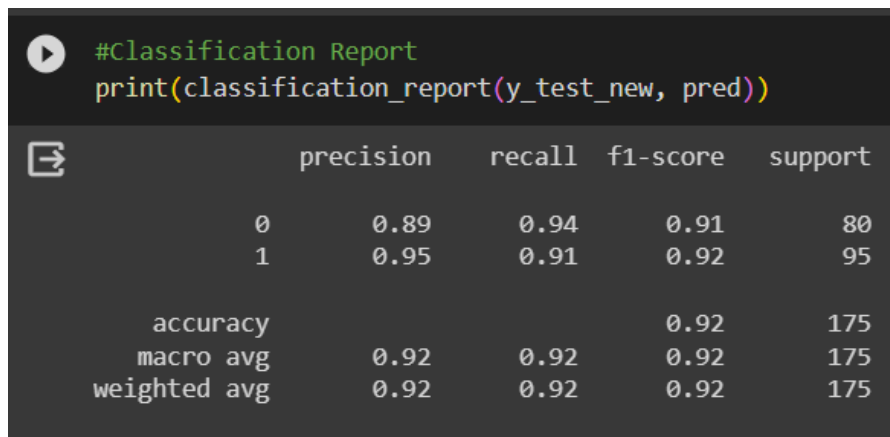 #Classification Report
print(classification_report(y_test_new, pred))
precision recall f1-score support
0 0.89 0.94 0.91 80
1 0.95 0.91 0.92 95
accuracy 0.92 175
macro avg 0.92 0.92 0.92 175
weighted avg 0.92 0.92 0.92 175